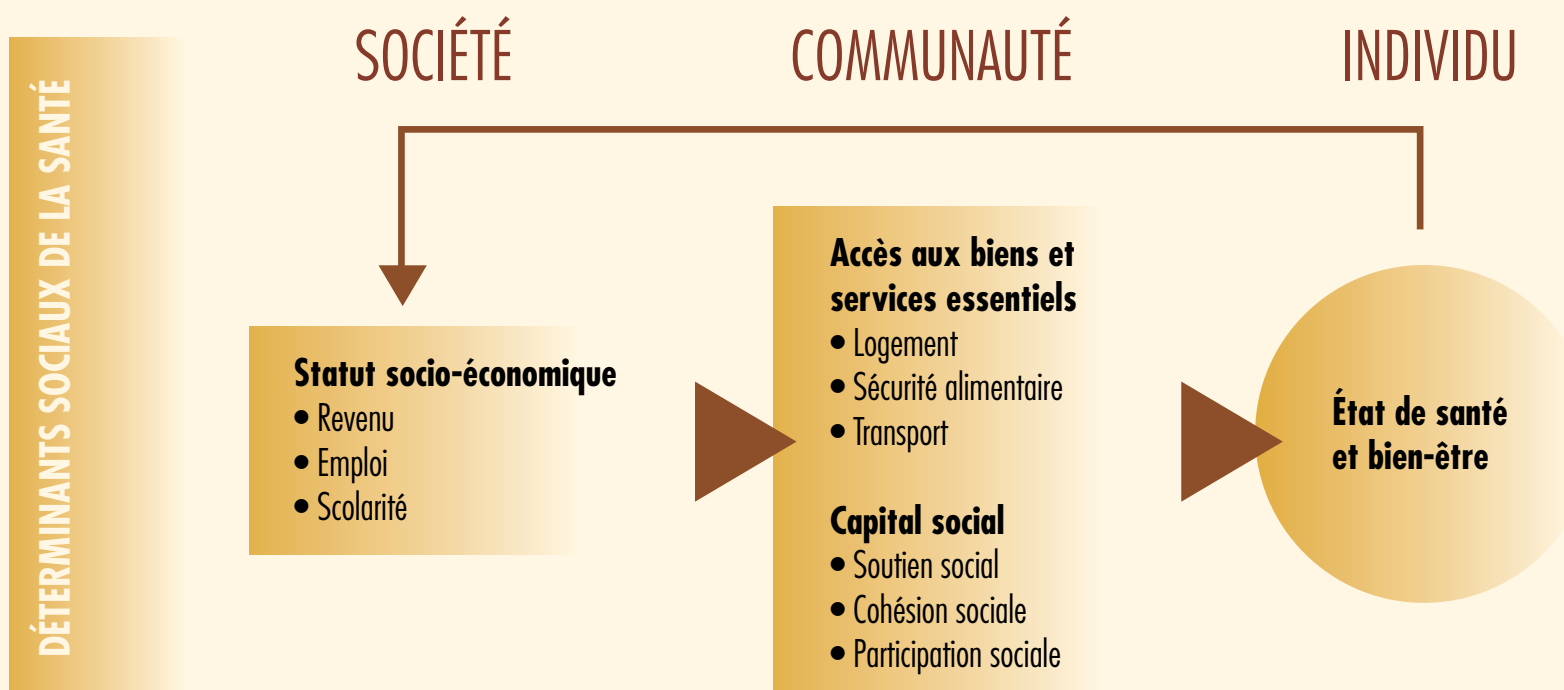 DÉTERMINANTS SOCIAUX DE LA SANTÉ
SOCIÉTÉ
Statut socio-économique
• Revenu
• Emploi
• Scolarité
COMMUNAUTÉ
Accès aux biens et
services essentiels
• Logement
• Sécurité alimentaire
• Transport
Capital social
• Soutien social
• Cohésion sociale
• Participation sociale
INDIVIDU
État de santé
et bien-être